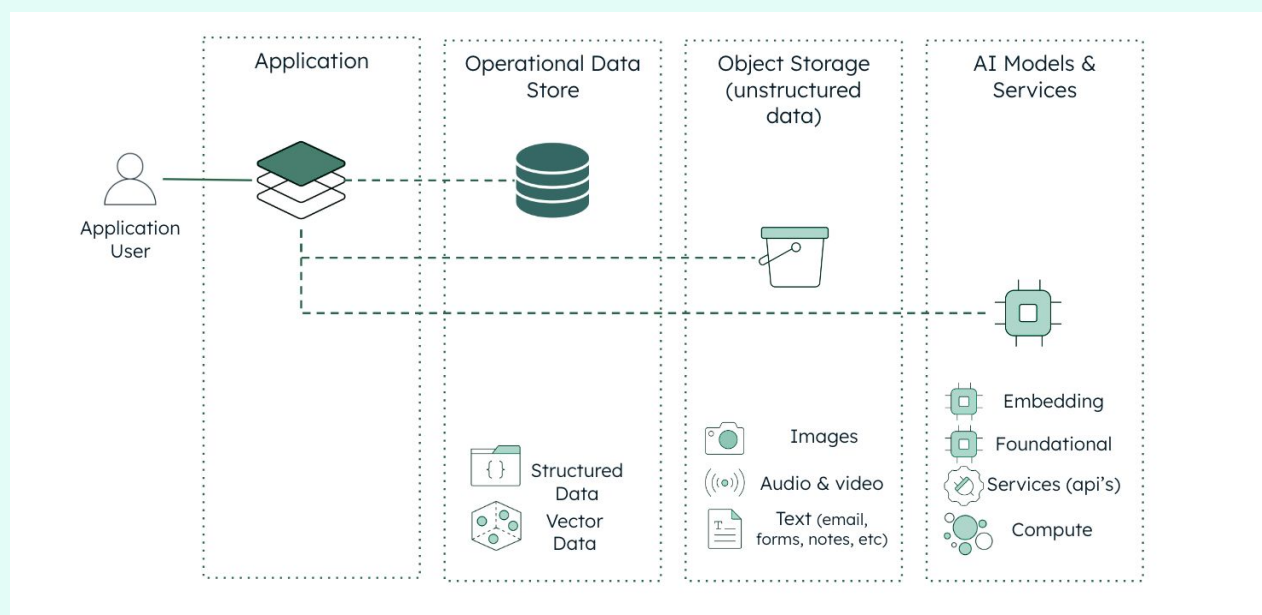 Application
Operational Data
Store
Object Storage
(unstructured
data)
AI Models &
Services
Application
User
{ }
Structured
Data
Vector
Data
Images
Audio & video
T
Text (email,
forms, notes, etc)
Embedding
Foundational
Services (api's)
Compute